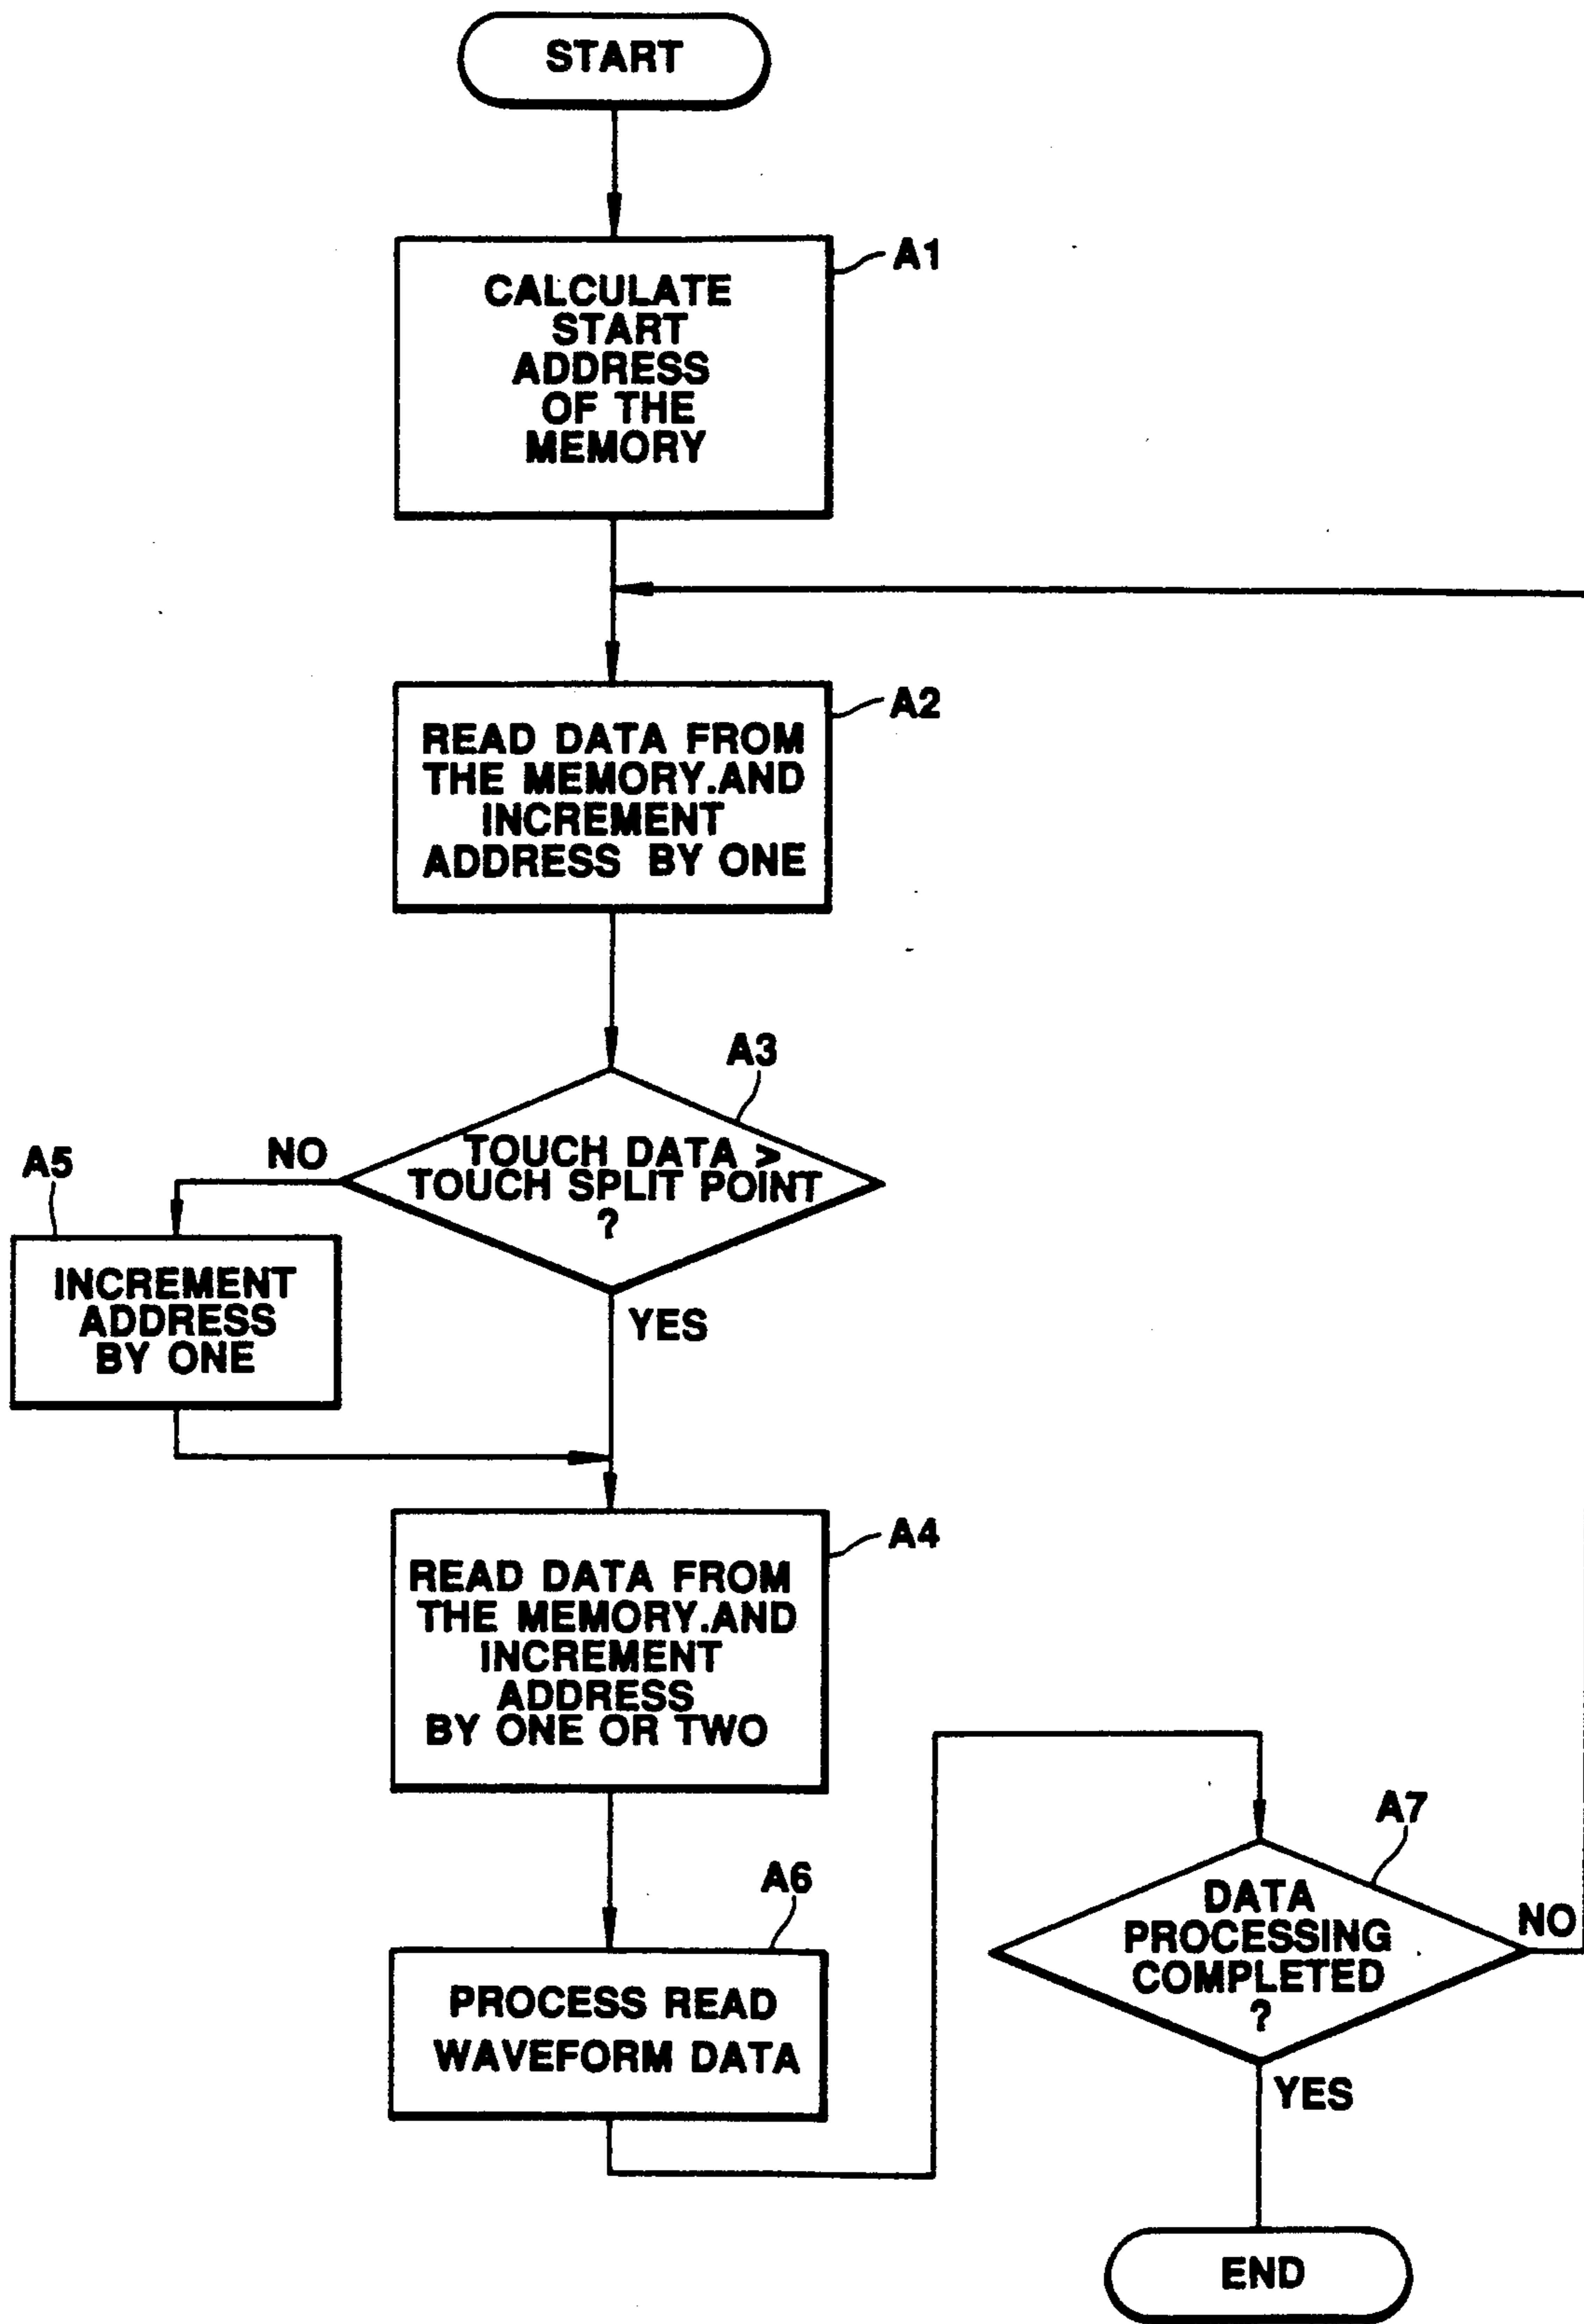 START
A1
CALCULATE
START
ADDRESS
OF THE
MEMORY
A2
READ DATA FROM
THE MEMORY.AND
INCREMENT
ADDRESS BY ONE
A3
TOUCH DATA >
TOUCH SPLIT POINT
?
NO
A5
INCREMENT
ADDRESS
BY ONE
YES
A4
READ DATA FROM
THE MEMORY.AND
INCREMENT
ADDRESS
BY ONE OR TWO
A6
PROCESS READ
WAVEFORM DATA
A7
DATA
PROCESSING
COMPLETED
?
NO
YES
END